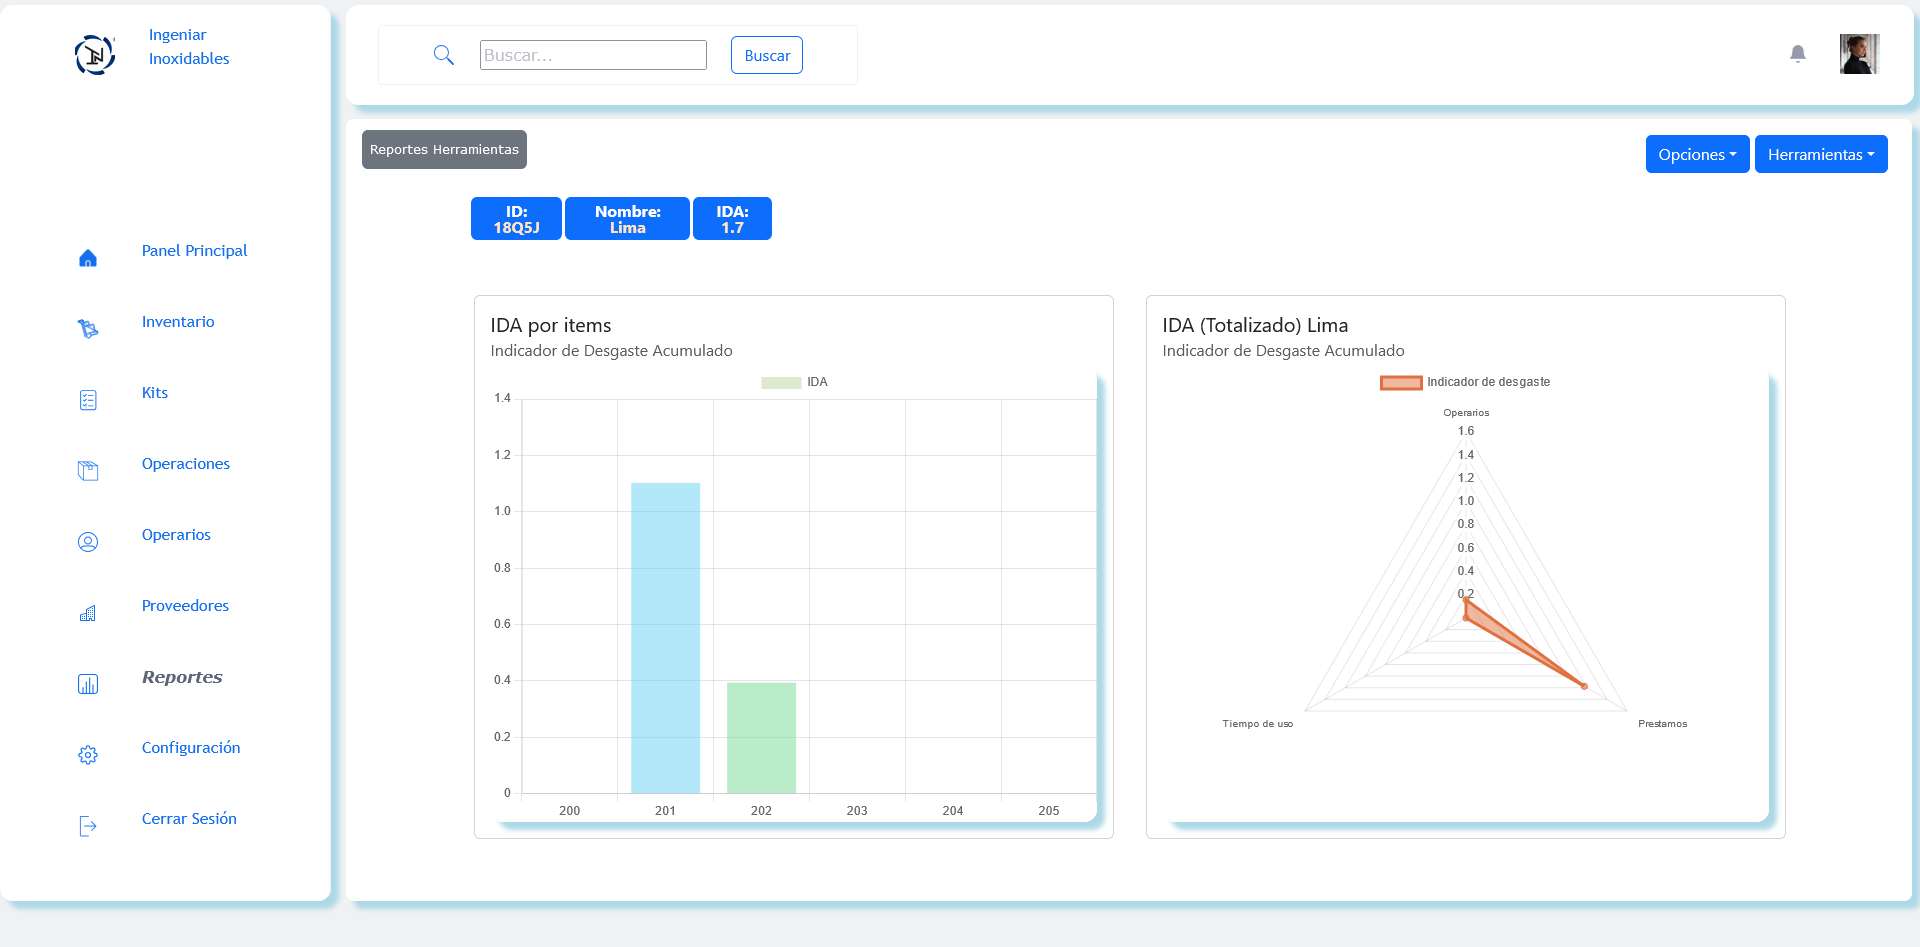 Ingeniar
Inoxidables
Panel Principal
Inventario
Kits
Operaciones
Operarios
Proveedores
Reportes
Configuración
Cerrar Sesión
Buscar...
Buscar
Reportes Herramientas
Opciones
Herramientas
ID:
18Q5J
Nombre:
Lima
IDA:
1.7
IDA por items
Indicador de Desgaste Acumulado
IDA
1.4
1.2
1.0
0.8
0.6
0.4
0.2
0
200 201 202 203 204 205
IDA (Totalizado) Lima
Indicador de Desgaste Acumulado
Indicador de desgaste
Operarios
1.6
1.4
1.2
1.0
0.8
0.6
0.4
0.2
Tiempo de uso
Prestamos